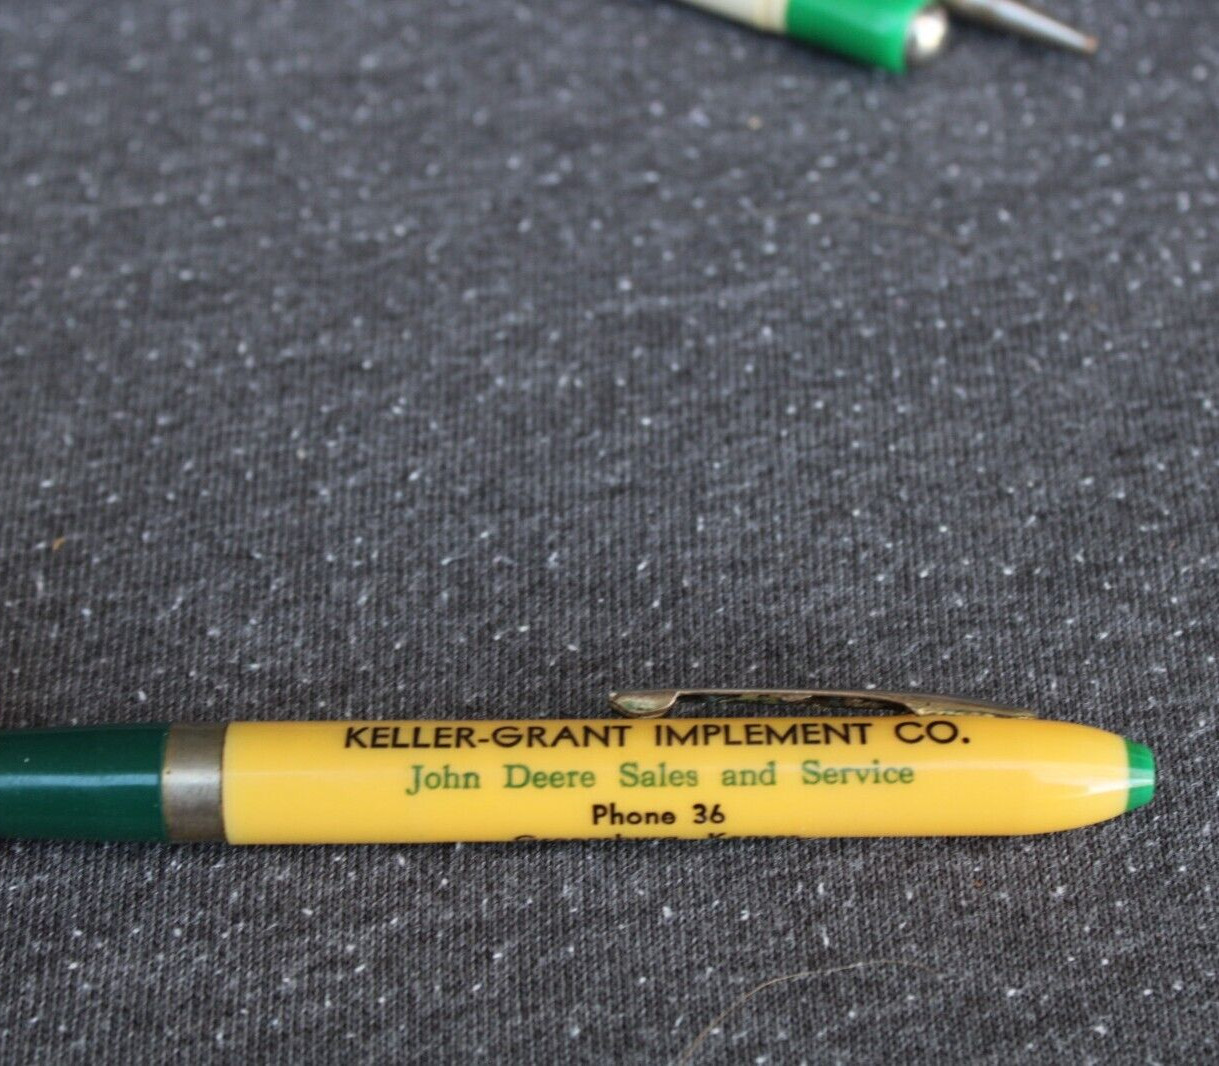 KELLER-GRANT IMPLEMENT CO.
John Deere Sales and Service
Phone 36